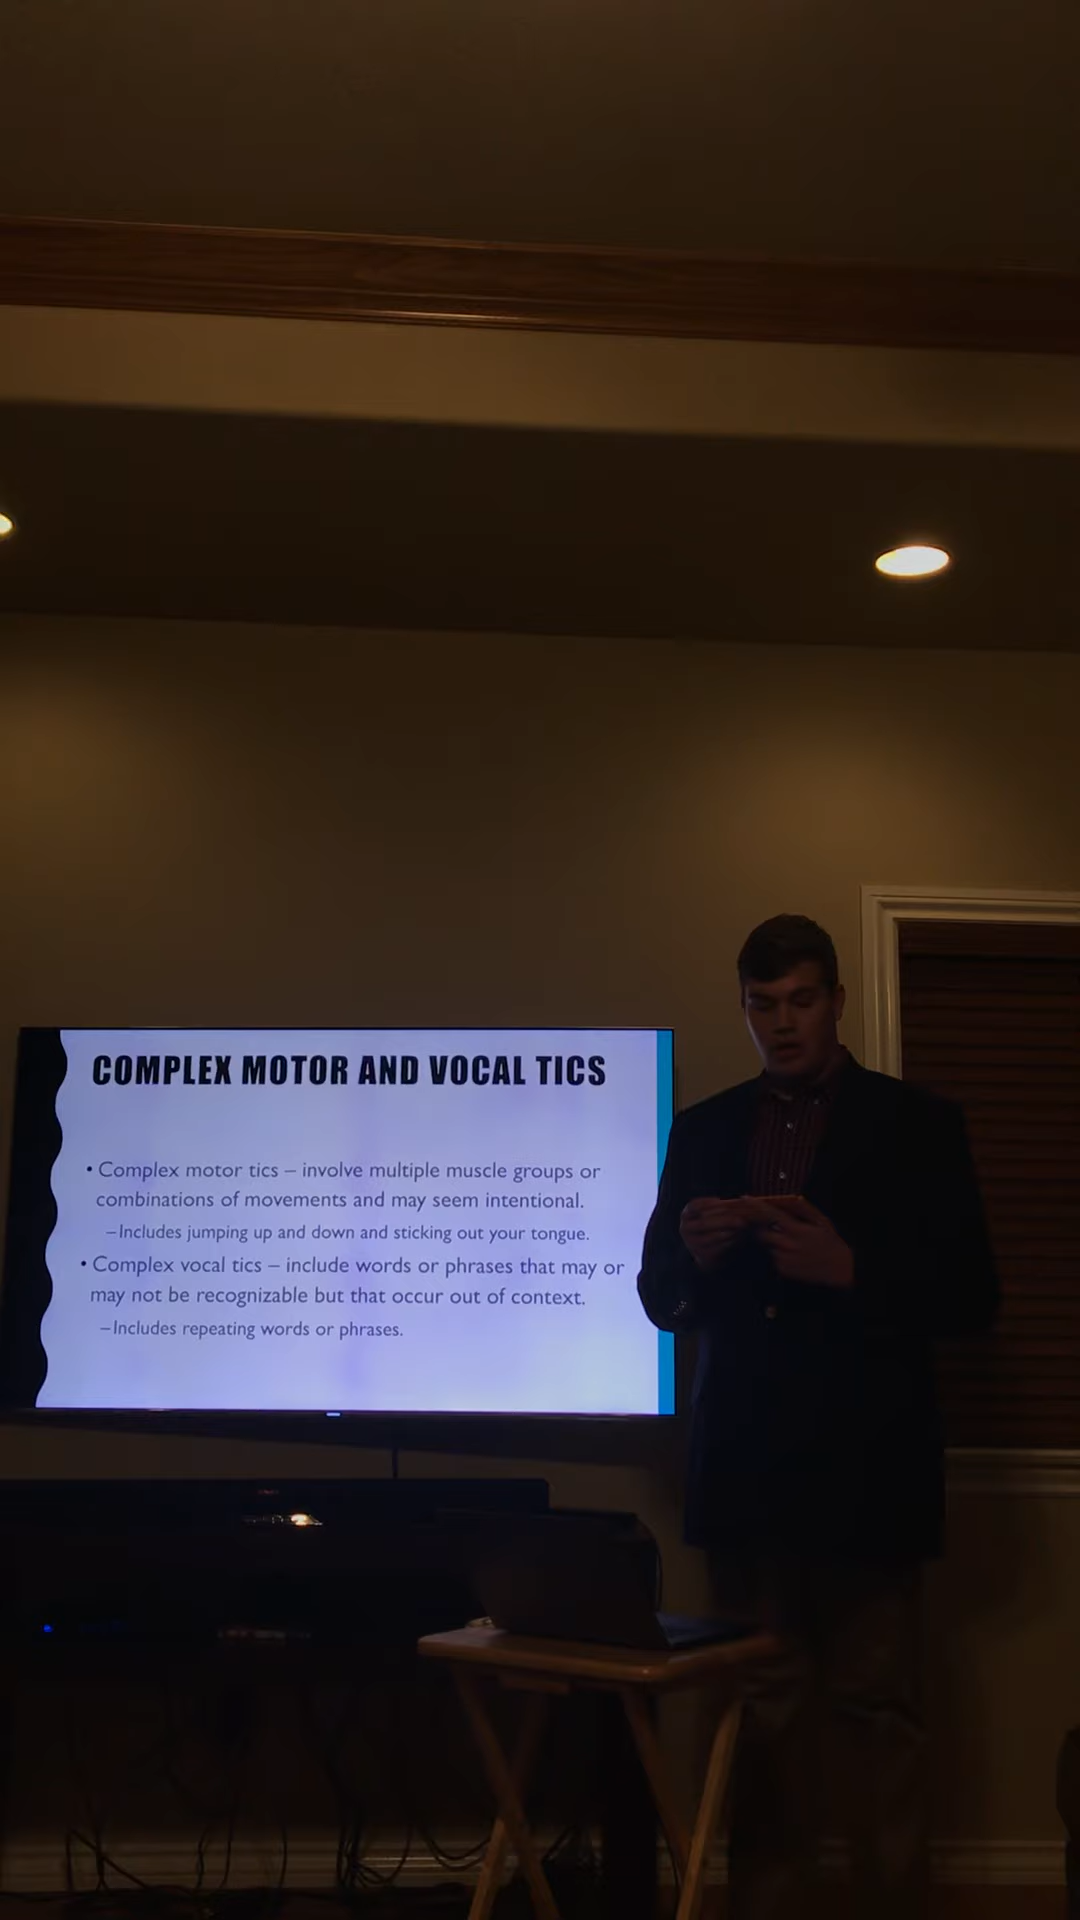 COMPLEX MOTOR AND VOCAL TICS
• Complex motor tics – involve multiple muscle groups or
combinations of movements and may seem intentional.
–Includes jumping up and down and sticking out your tongue.
• Complex vocal tics – include words or phrases that may or
may not be recognizable but that occur out of context.
–Includes repeating words or phrases.